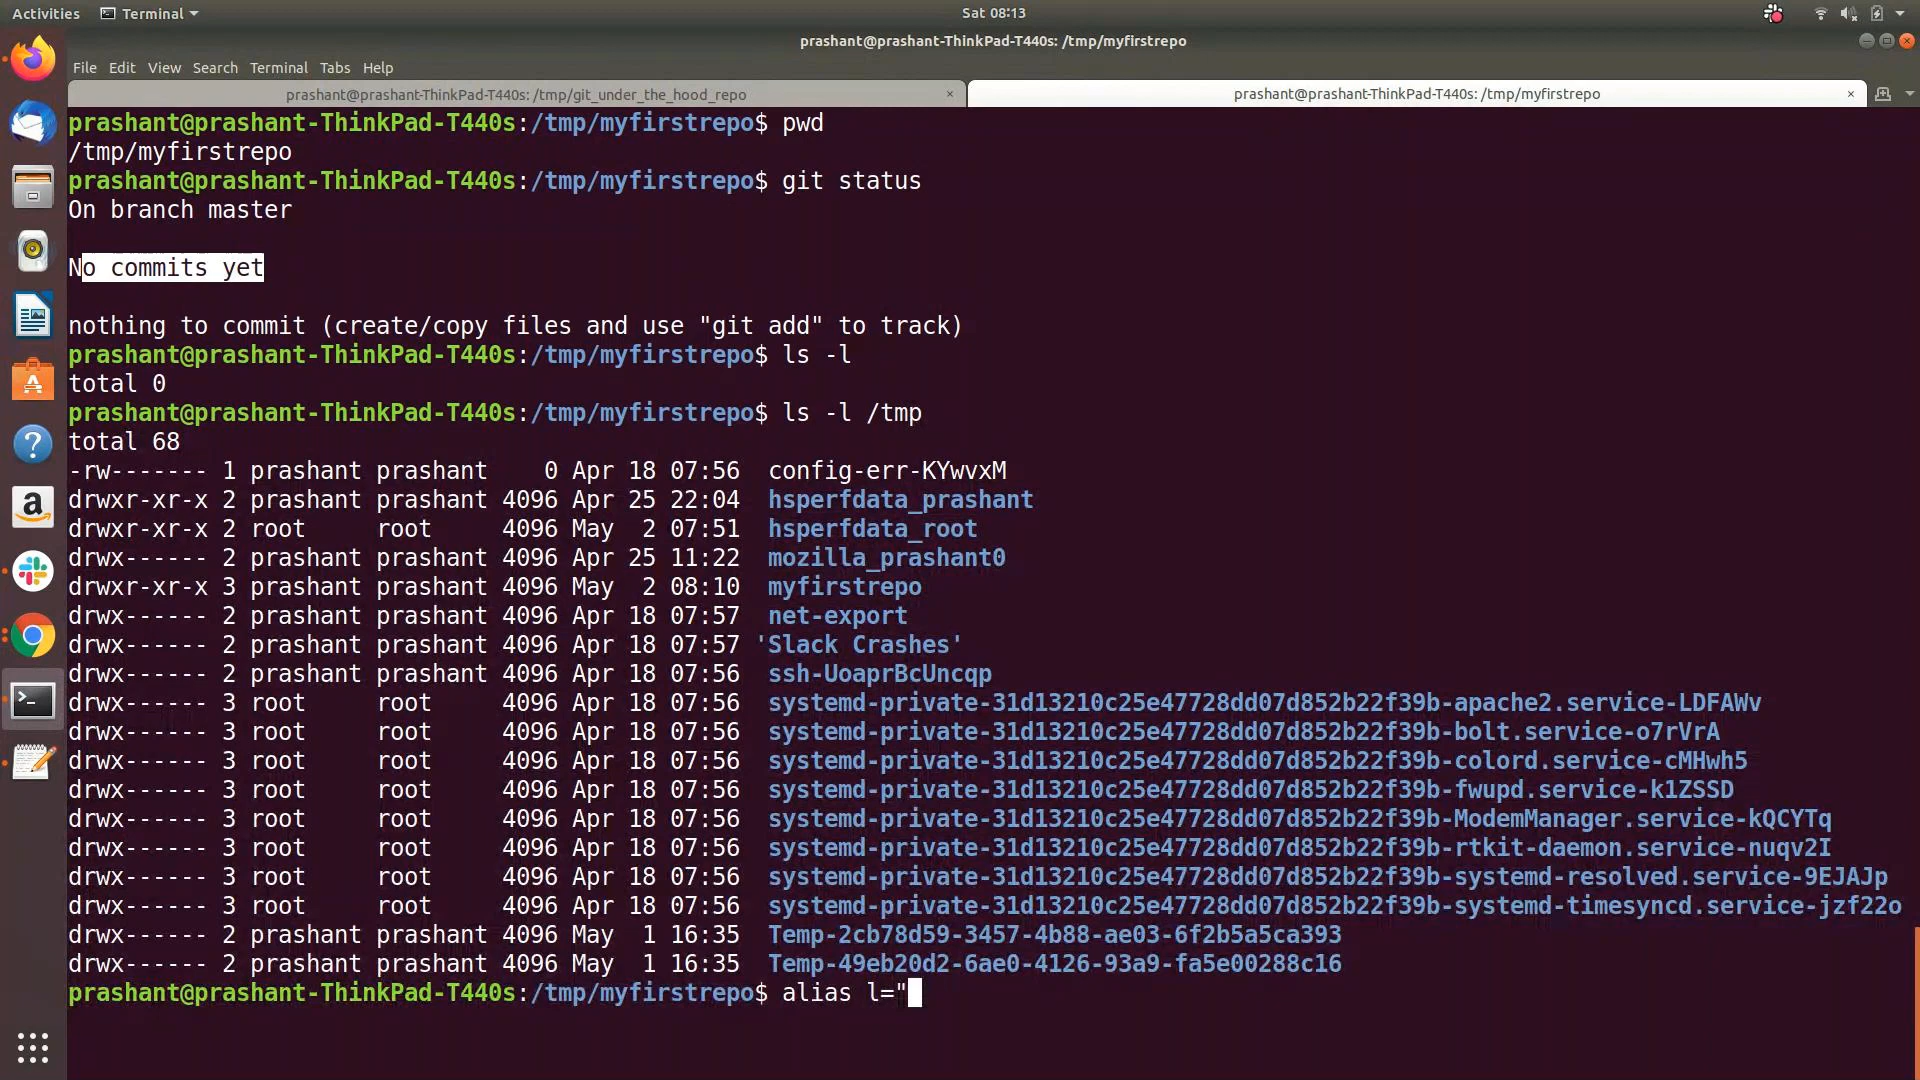 Activities Terminal Sat 08:13
prashant@prashant-ThinkPad-T440s: /tmp/myfirstrepo
File Edit View Search Terminal Tabs Help
prashant@prashant-ThinkPad-T440s: /tmp/git_under_the_hood_repo × prashant@prashant-ThinkPad-T440s: /tmp/myfirstrepo ×
prashant@prashant-ThinkPad-T440s:/tmp/myfirstrepo$ pwd
/tmp/myfirstrepo
prashant@prashant-ThinkPad-T440s:/tmp/myfirstrepo$ git status
On branch master
No commits yet
nothing to commit (create/copy files and use "git add" to track)
prashant@prashant-ThinkPad-T440s:/tmp/myfirstrepo$ ls -l
total 0
prashant@prashant-ThinkPad-T440s:/tmp/myfirstrepo$ ls -l /tmp
total 68
-rw------- 1 prashant prashant    0 Apr 18 07:56  config-err-KYwvxM
drwxr-xr-x 2 prashant prashant 4096 Apr 25 22:04  hsperfdata_prashant
drwxr-xr-x 2 root     root     4096 May  2 07:51  hsperfdata_root
drwx------ 2 prashant prashant 4096 Apr 25 11:22  mozilla_prashant0
drwxr-xr-x 3 prashant prashant 4096 May  2 08:10  myfirstrepo
drwx------ 2 prashant prashant 4096 Apr 18 07:57  net-export
drwx------ 2 prashant prashant 4096 Apr 18 07:57 'Slack Crashes'
drwx------ 2 prashant prashant 4096 Apr 18 07:56  ssh-UoaprBcUncqp
drwx------ 3 root     root     4096 Apr 18 07:56  systemd-private-31d13210c25e47728dd07d852b22f39b-apache2.service-LDFAWv
drwx------ 3 root     root     4096 Apr 18 07:56  systemd-private-31d13210c25e47728dd07d852b22f39b-bolt.service-o7rVrA
drwx------ 3 root     root     4096 Apr 18 07:56  systemd-private-31d13210c25e47728dd07d852b22f39b-colord.service-cMHwh5
drwx------ 3 root     root     4096 Apr 18 07:56  systemd-private-31d13210c25e47728dd07d852b22f39b-fwupd.service-k1ZSSD
drwx------ 3 root     root     4096 Apr 18 07:56  systemd-private-31d13210c25e47728dd07d852b22f39b-ModemManager.service-kQCYTq
drwx------ 3 root     root     4096 Apr 18 07:56  systemd-private-31d13210c25e47728dd07d852b22f39b-rtkit-daemon.service-nuqv2I
drwx------ 3 root     root     4096 Apr 18 07:56  systemd-private-31d13210c25e47728dd07d852b22f39b-systemd-resolved.service-9EJAJp
drwx------ 3 root     root     4096 Apr 18 07:56  systemd-private-31d13210c25e47728dd07d852b22f39b-systemd-timesyncd.service-jzf22o
drwx------ 2 prashant prashant 4096 May  1 16:35  Temp-2cb78d59-3457-4b88-ae03-6f2b5a5ca393
drwx------ 2 prashant prashant 4096 May  1 16:35  Temp-49eb20d2-6ae0-4126-93a9-fa5e00288c16
prashant@prashant-ThinkPad-T440s:/tmp/myfirstrepo$ alias l="